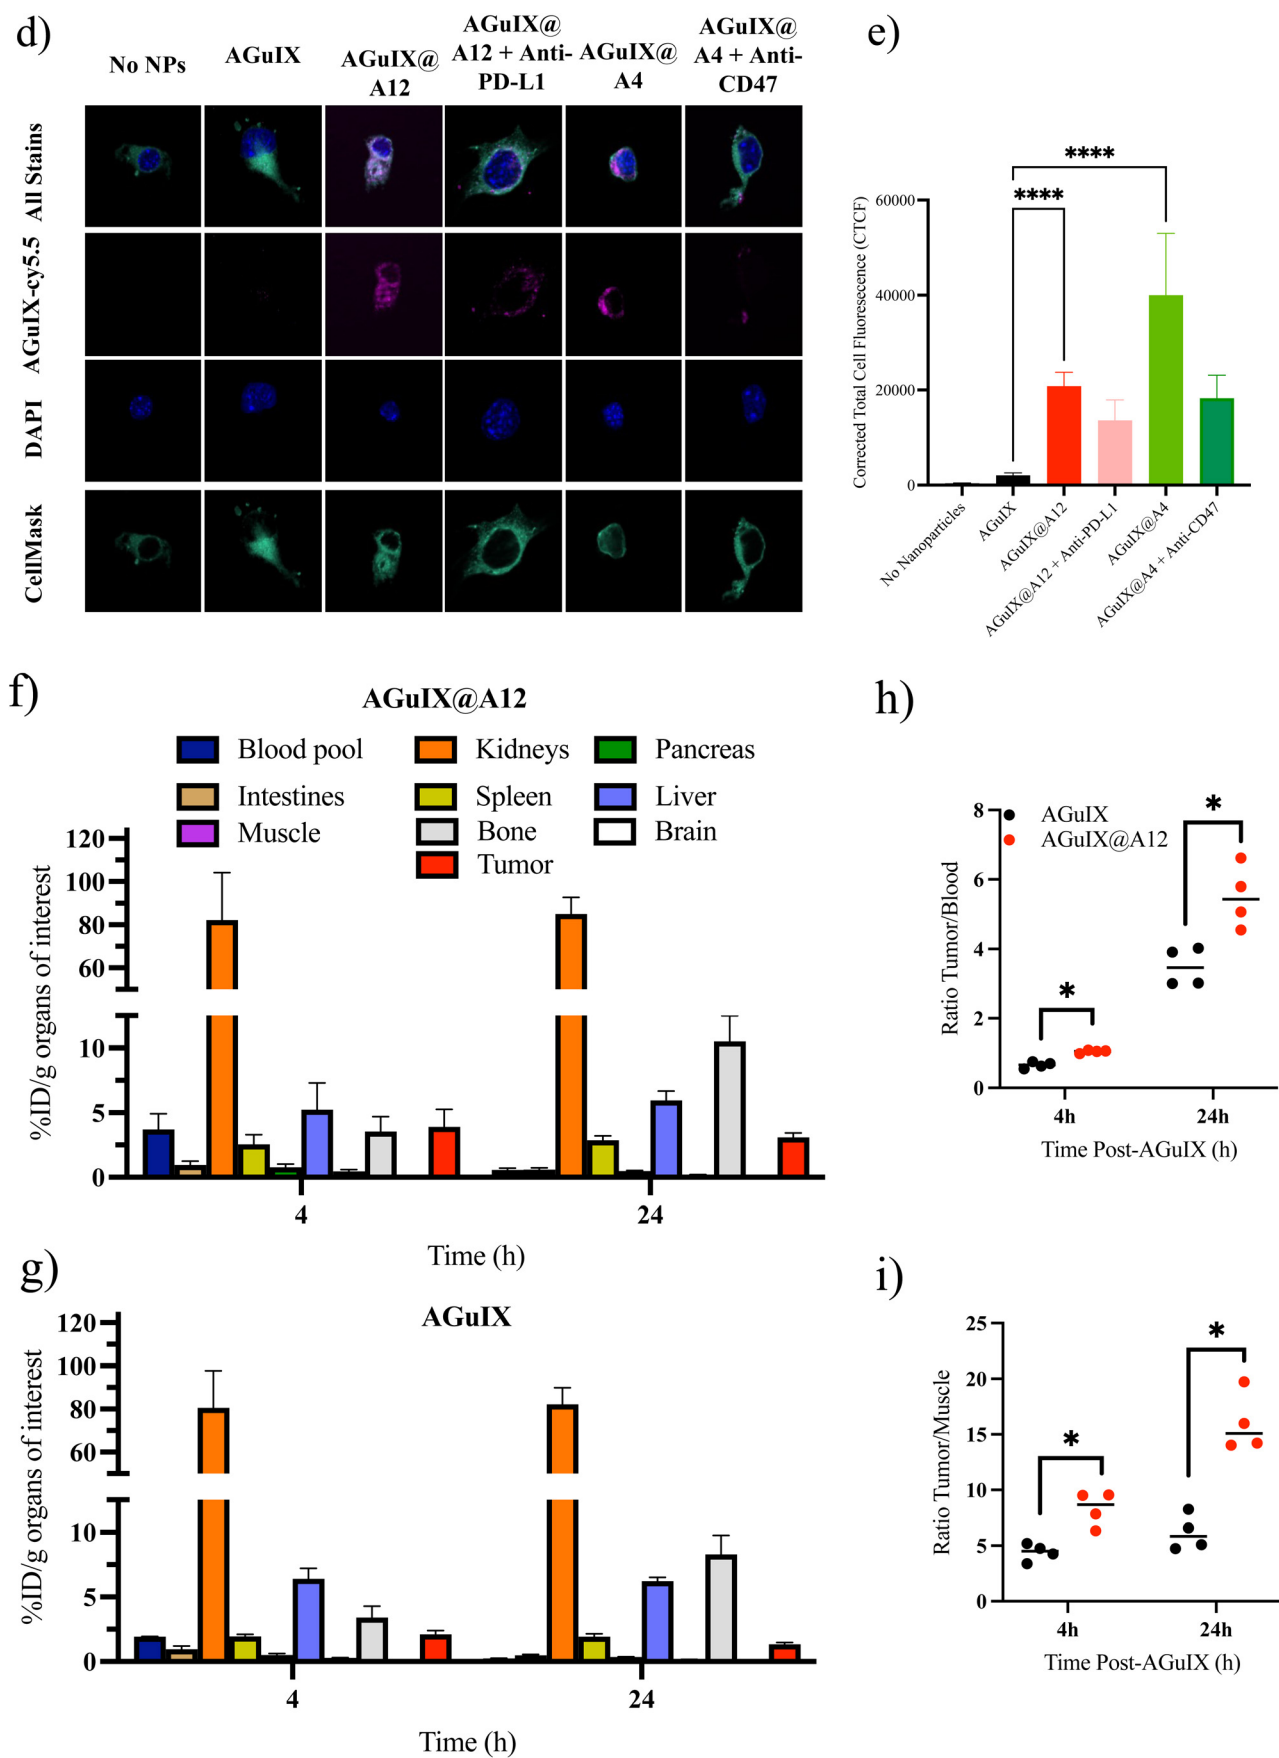 d)
No NPs
AGuIX
AGuIX@
A12
AGuIX@
A12 + Anti-
PD-L1
AGuIX@
A4
AGuIX@
A4 + Anti-
CD47
All Stains
AGuIX-cy5.5
DAPI
CellMask
e)
Corrected Total Cell Fluoresecence (CTCF)
60000
40000
20000
0
****
****
No Nanoparticles
AGuIX
AGuIX@A12
AGuIX@A12 + Anti-PD-L1
AGuIX@A4
AGuIX@A4 + Anti-CD47
f)
AGuIX@A12
Blood pool
Kidneys
Pancreas
Intestines
Spleen
Liver
Muscle
Bone
Brain
Tumor
%ID/g organs of interest
120
100
80
60
10
5
0
4
24
Time (h)
g)
AGuIX
%ID/g organs of interest
120
100
80
60
10
5
0
4
24
Time (h)
h)
AGuIX
AGuIX@A12
Ratio Tumor/Blood
8
6
4
2
0
*
*
4h
24h
Time Post-AGuIX (h)
i)
Ratio Tumor/Muscle
25
20
15
10
5
0
*
*
4h
24h
Time Post-AGuIX (h)